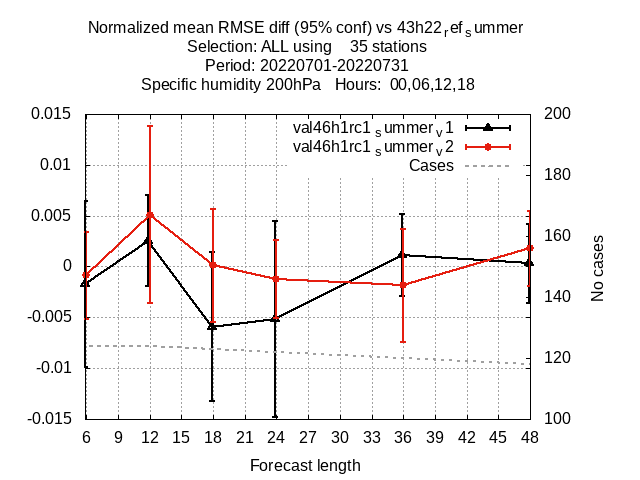 Normalized mean RMSE diff (95% conf) vs 43h22refsummer
Selection: ALL using    35 stations
Period: 20220701-20220731
Specific humidity 200hPa   Hours:  00,06,12,18
0.015
0.01
0.005
0
-0.005
-0.01
-0.015
200
180
160
140
120
100
val46h1rc1summerv1
val46h1rc1summerv2
Cases
No cases
6 9 12 15 18 21 24 27 30 33 36 39 42 45 48
Forecast length